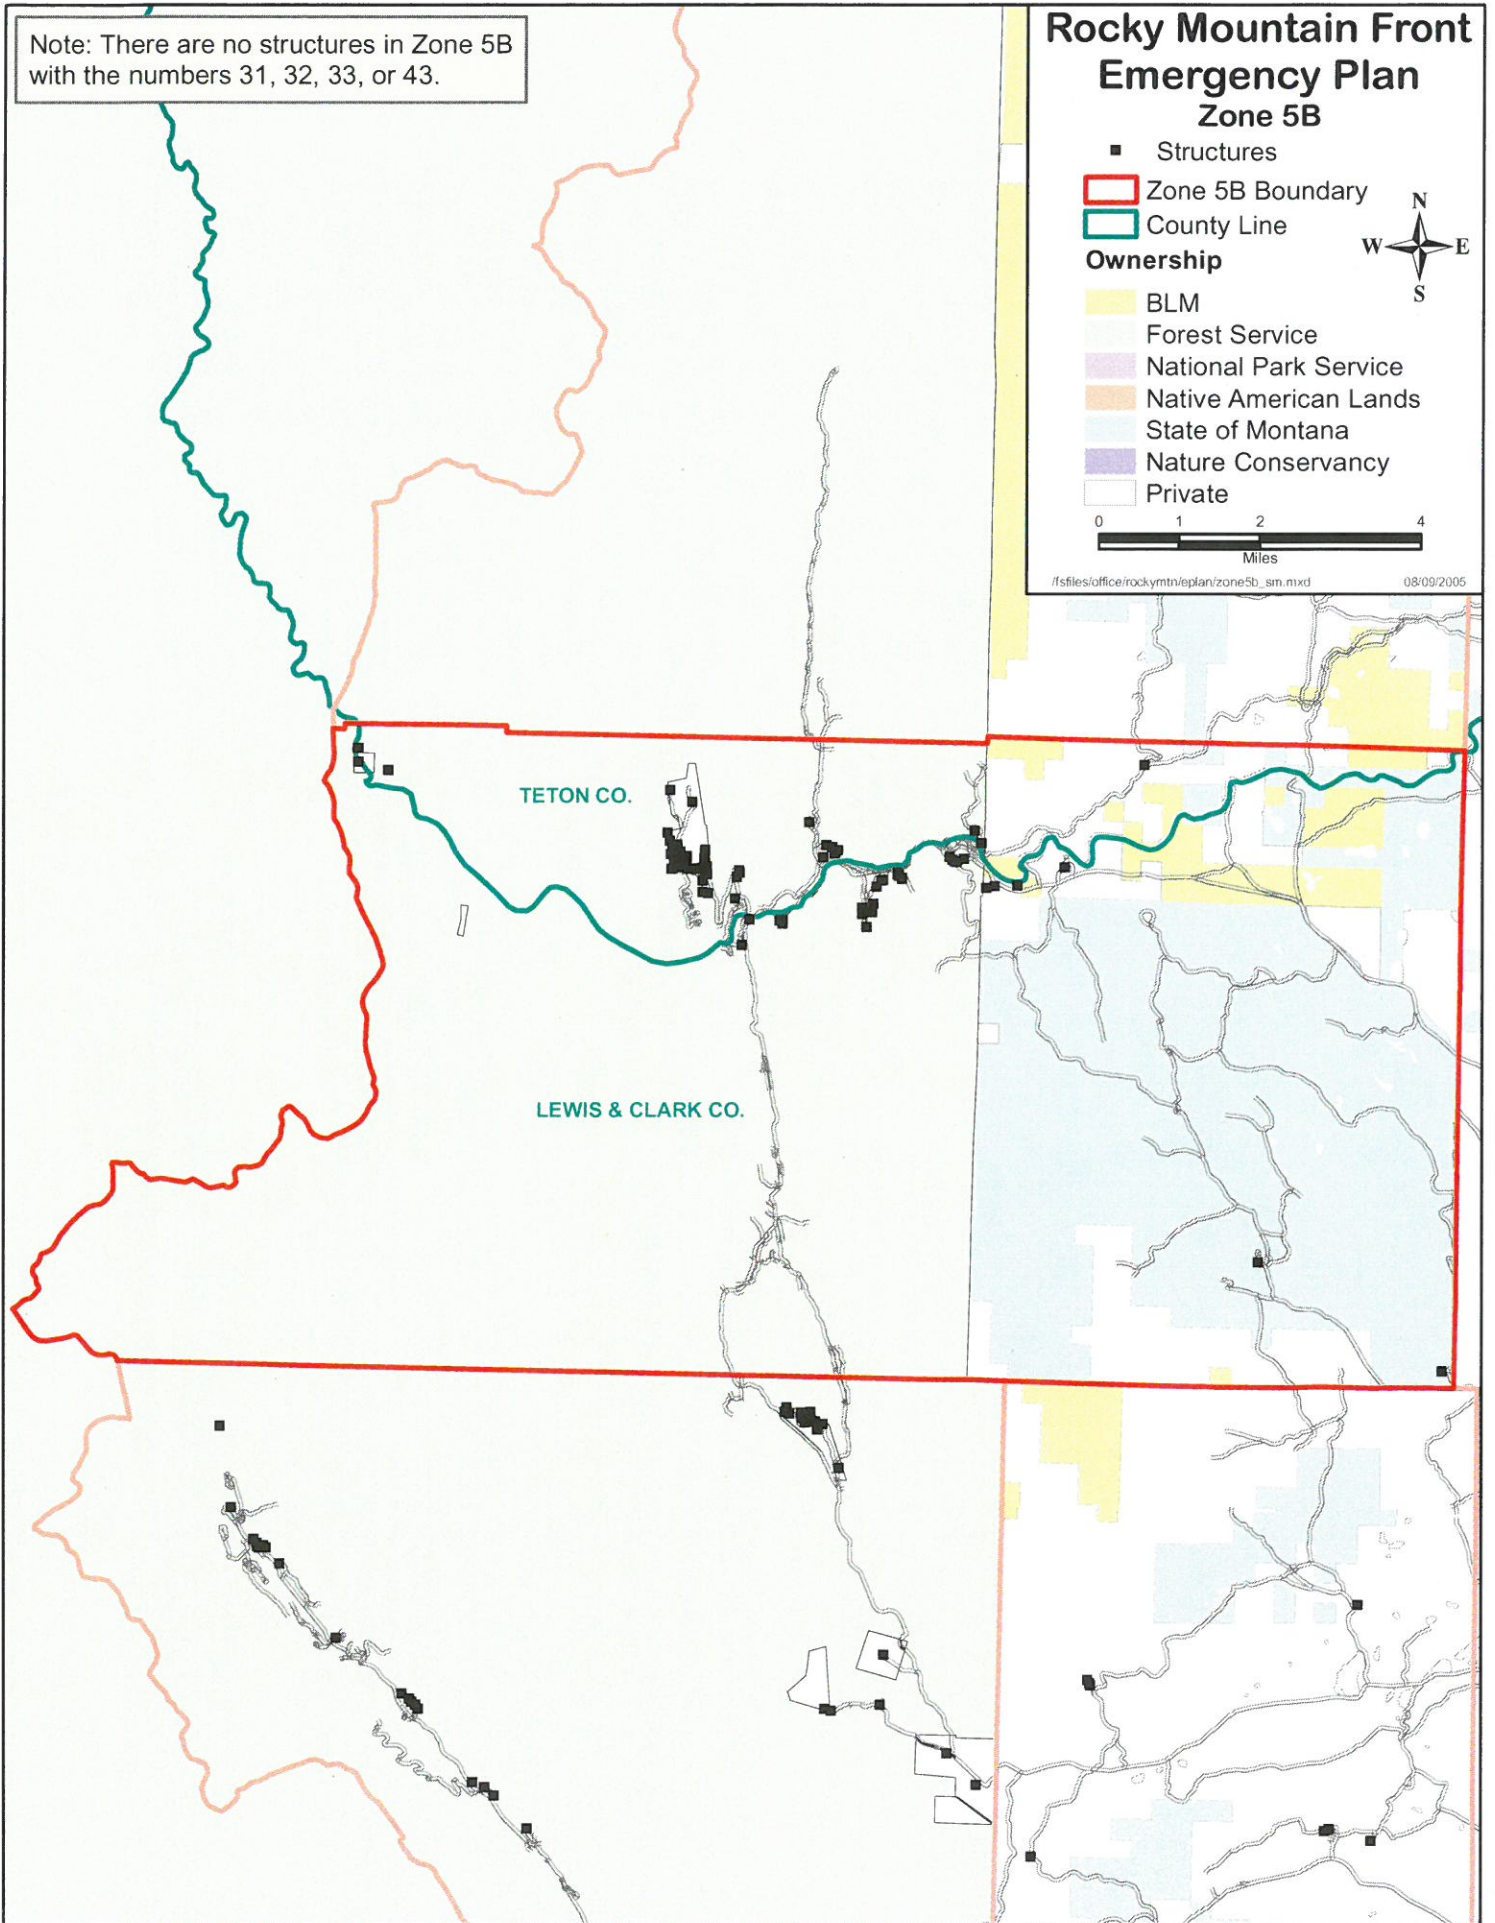 Note: There are no structures in Zone 5B
with the numbers 31, 32, 33, or 43.
Rocky Mountain Front
Emergency Plan
Zone 5B
Structures
Zone 5B Boundary
County Line
N
W E
S
Ownership
BLM
Forest Service
National Park Service
Native American Lands
State of Montana
Nature Conservancy
Private
0 1 2 4
Miles
/fsfiles/office/rockymtn/eplan/zone5b_sm.mxd 08/09/2005
TETON CO.
LEWIS & CLARK CO.